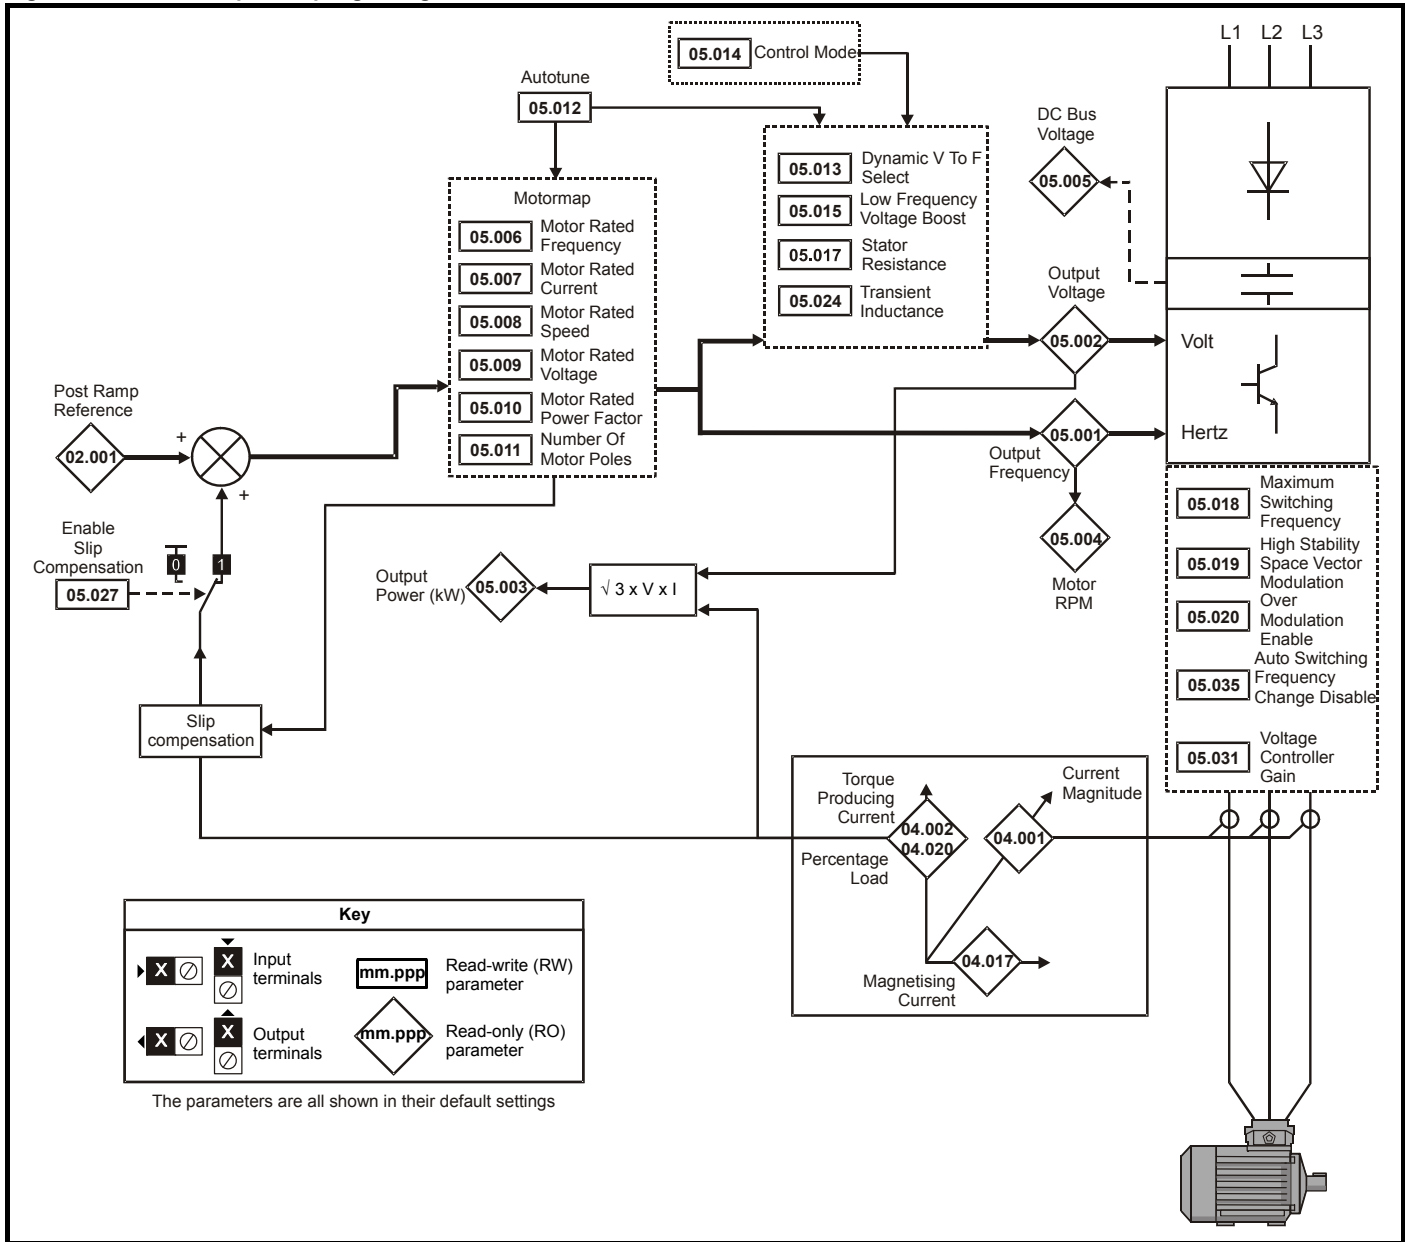 L1 L2 L3
05.014 Control Mode
Autotune
05.012
DC Bus
Voltage
05.005
05.013 Dynamic V To F
Select
05.015 Low Frequency
Voltage Boost
05.017 Stator
Resistance
05.024 Transient
Inductance
Motormap
05.006 Motor Rated
Frequency
05.007 Motor Rated
Current
05.008 Motor Rated
Speed
05.009 Motor Rated
Voltage
05.010 Motor Rated
Power Factor
05.011 Number Of
Motor Poles
Output
Voltage
05.002
Volt
Post Ramp
Reference
02.001
+
+
05.001
Output
Frequency
Hertz
05.004
Motor
RPM
Enable
Slip
Compensation
05.027
0 1
Output
Power (kW)
05.003
√ 3 x V x I
05.018 Maximum
Switching
Frequency
05.019 High Stability
Space Vector
Modulation
05.020 Over
Modulation
Enable
05.035 Auto Switching
Frequency
Change Disable
05.031 Voltage
Controller
Gain
Slip
compensation
Torque
Producing
Current
04.002
04.020
Percentage
Load
Current
Magnitude
04.001
04.017
Magnetising
Current
Key
X X Input
terminals
mm.ppp Read-write (RW)
parameter
X X Output
terminals
mm.ppp Read-only (RO)
parameter
The parameters are all shown in their default settings